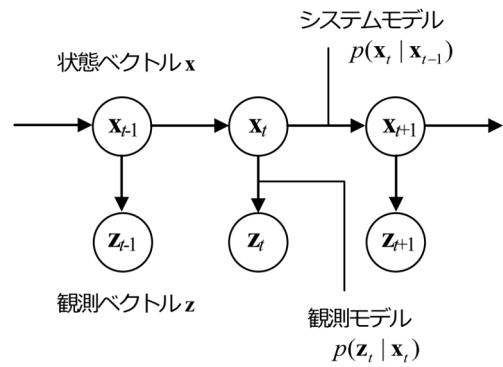 システムモデル
p(x_t | x_{t-1})
状態ベクトル x
x_{t-1} x_t x_{t+1}
z_{t-1} z_t z_{t+1}
観測ベクトル z
観測モデル
p(z_t | x_t)